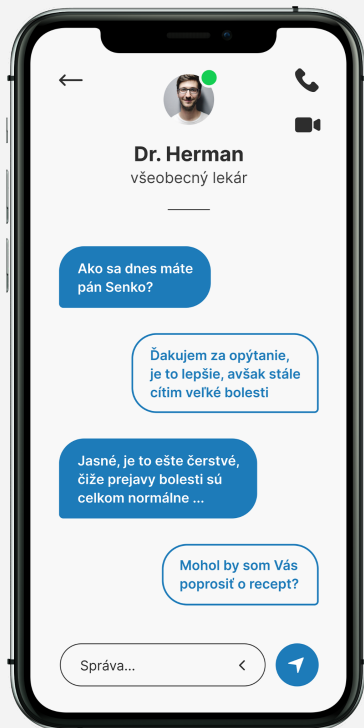 Dr. Herman
všeobecný lekár
Ako sa dnes máte
pán Senko?
Ďakujem za opýtanie,
je to lepšie, avšak stále
cítim veľké bolesti
Jasné, je to ešte čerstvé,
čiže prejavy bolesti sú
celkom normálne ...
Mohol by som Vás
poprosiť o recept?
Správa...